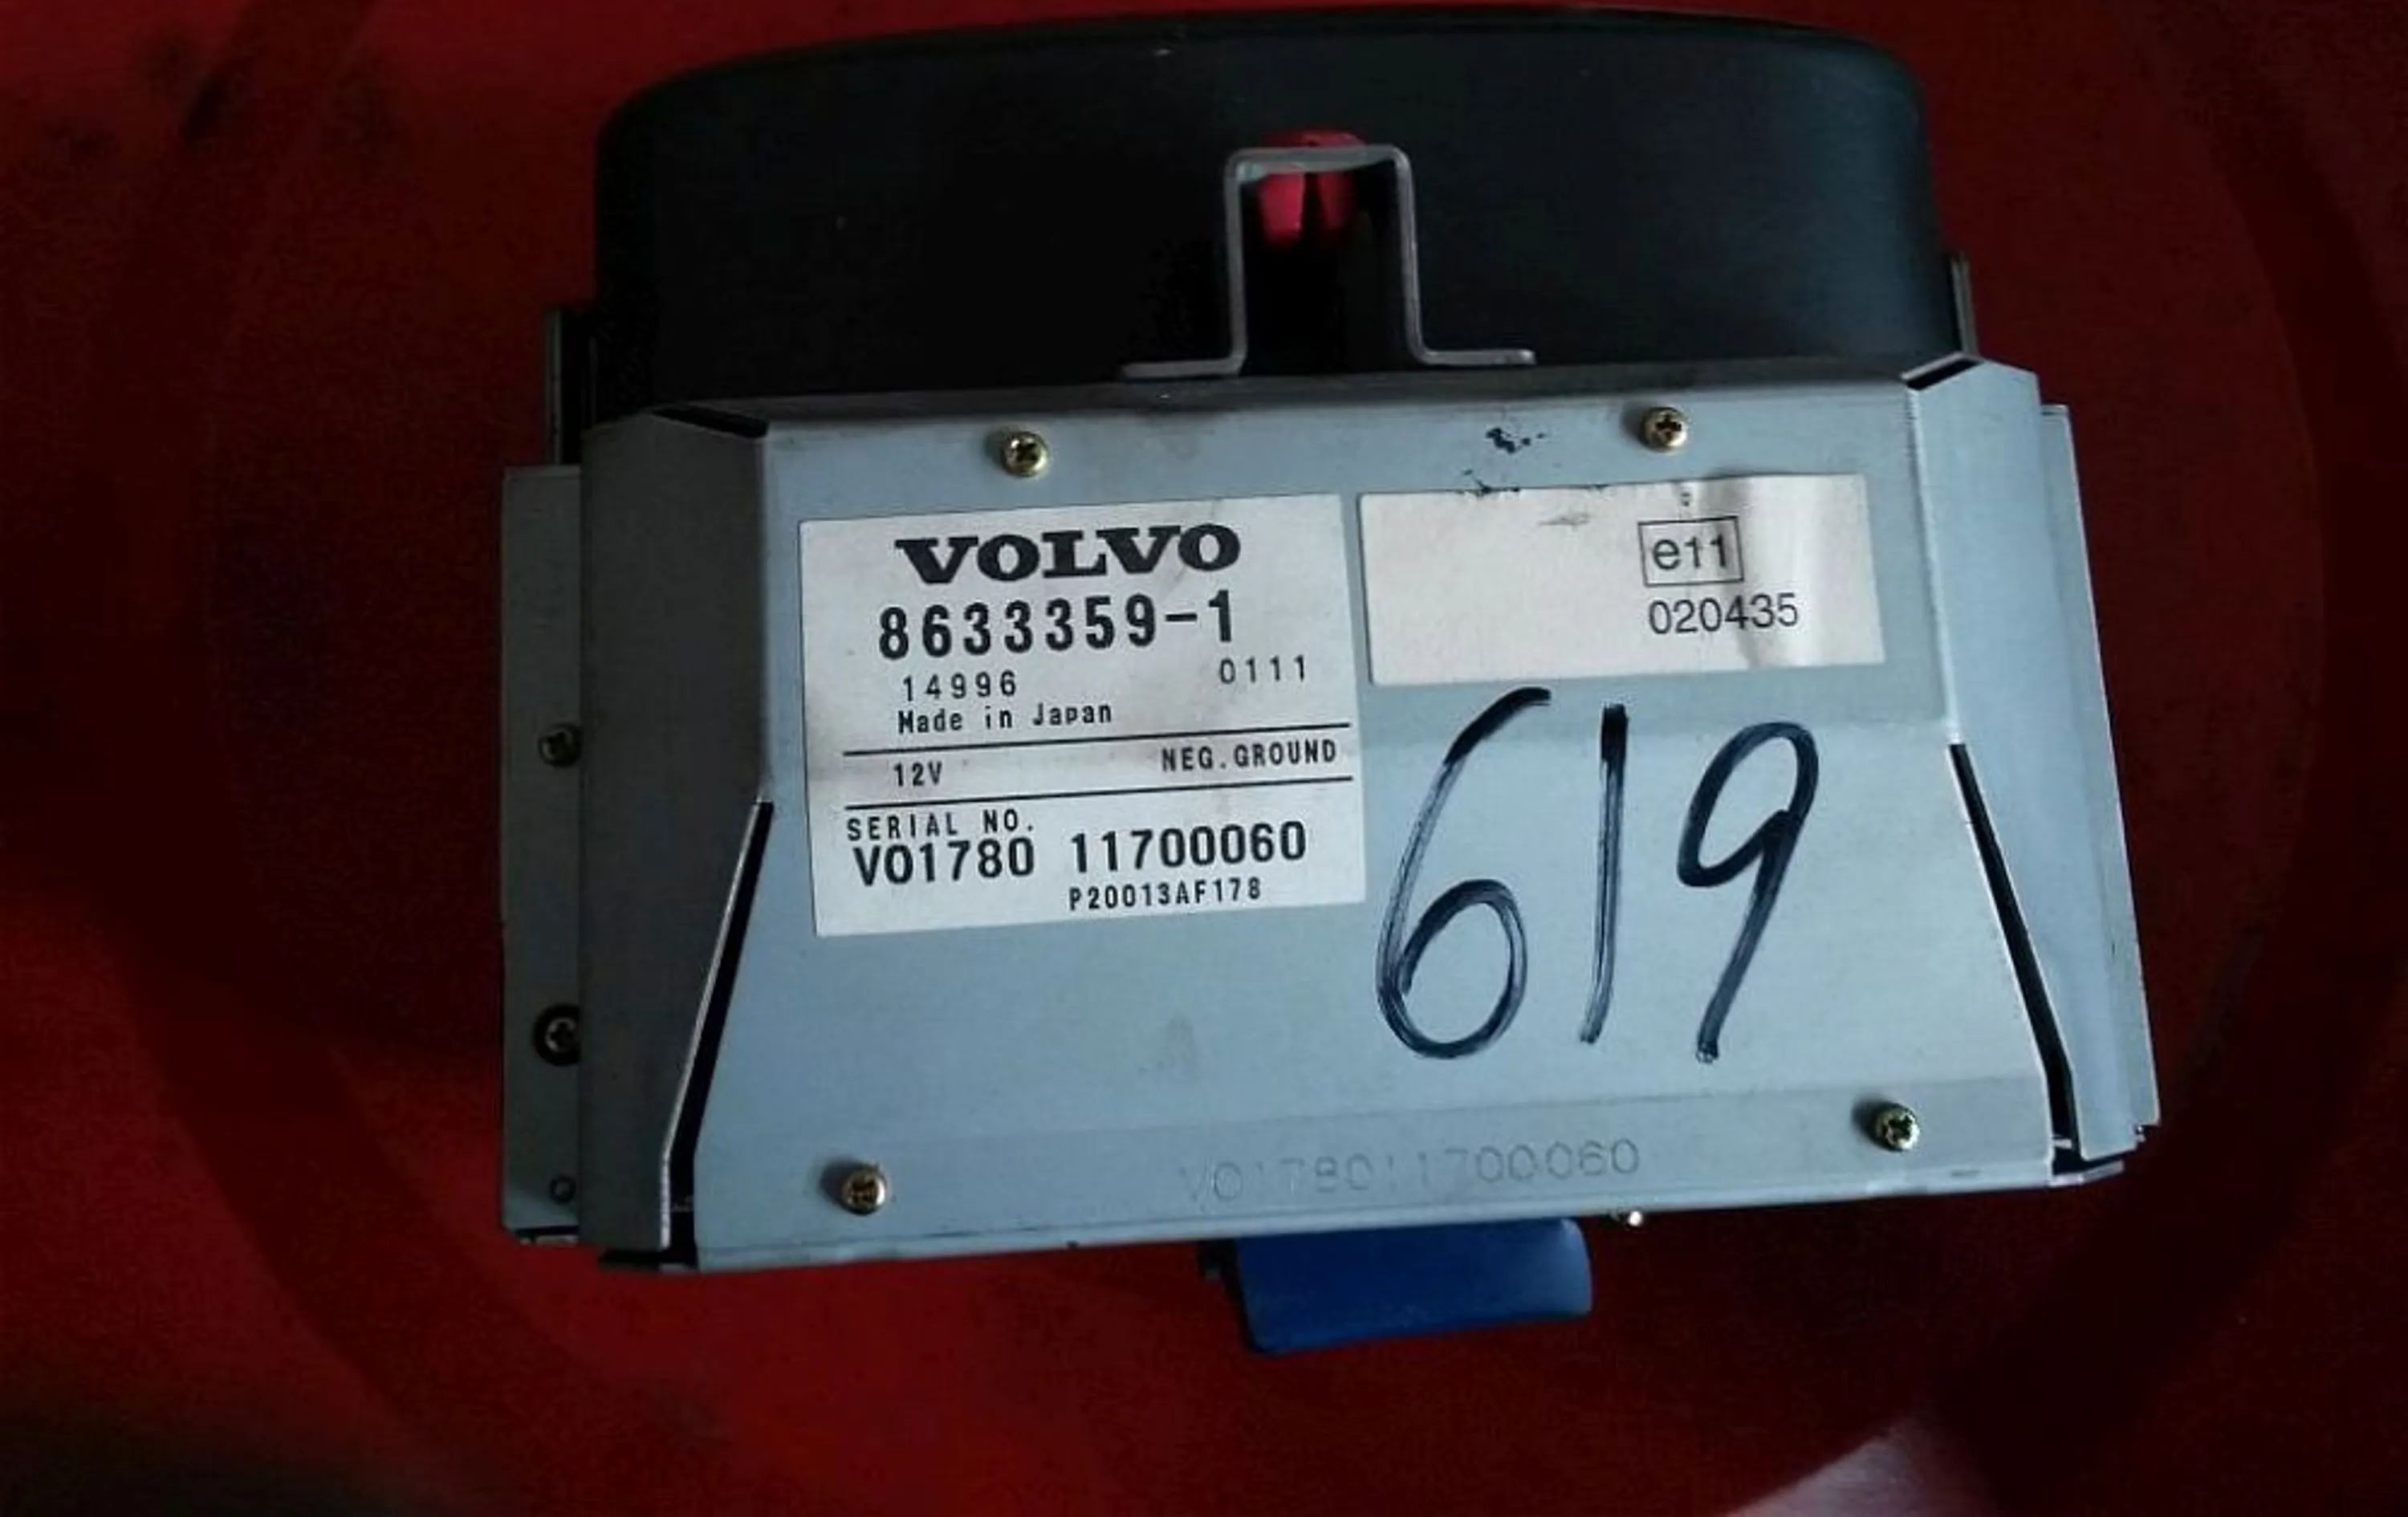 VOLVO
8633359-1
14996 0111
Made in Japan
12V NEG.GROUND
SERIAL NO.
V01780 11700060
P20013AF178
e11
020435
619
V0178011700060